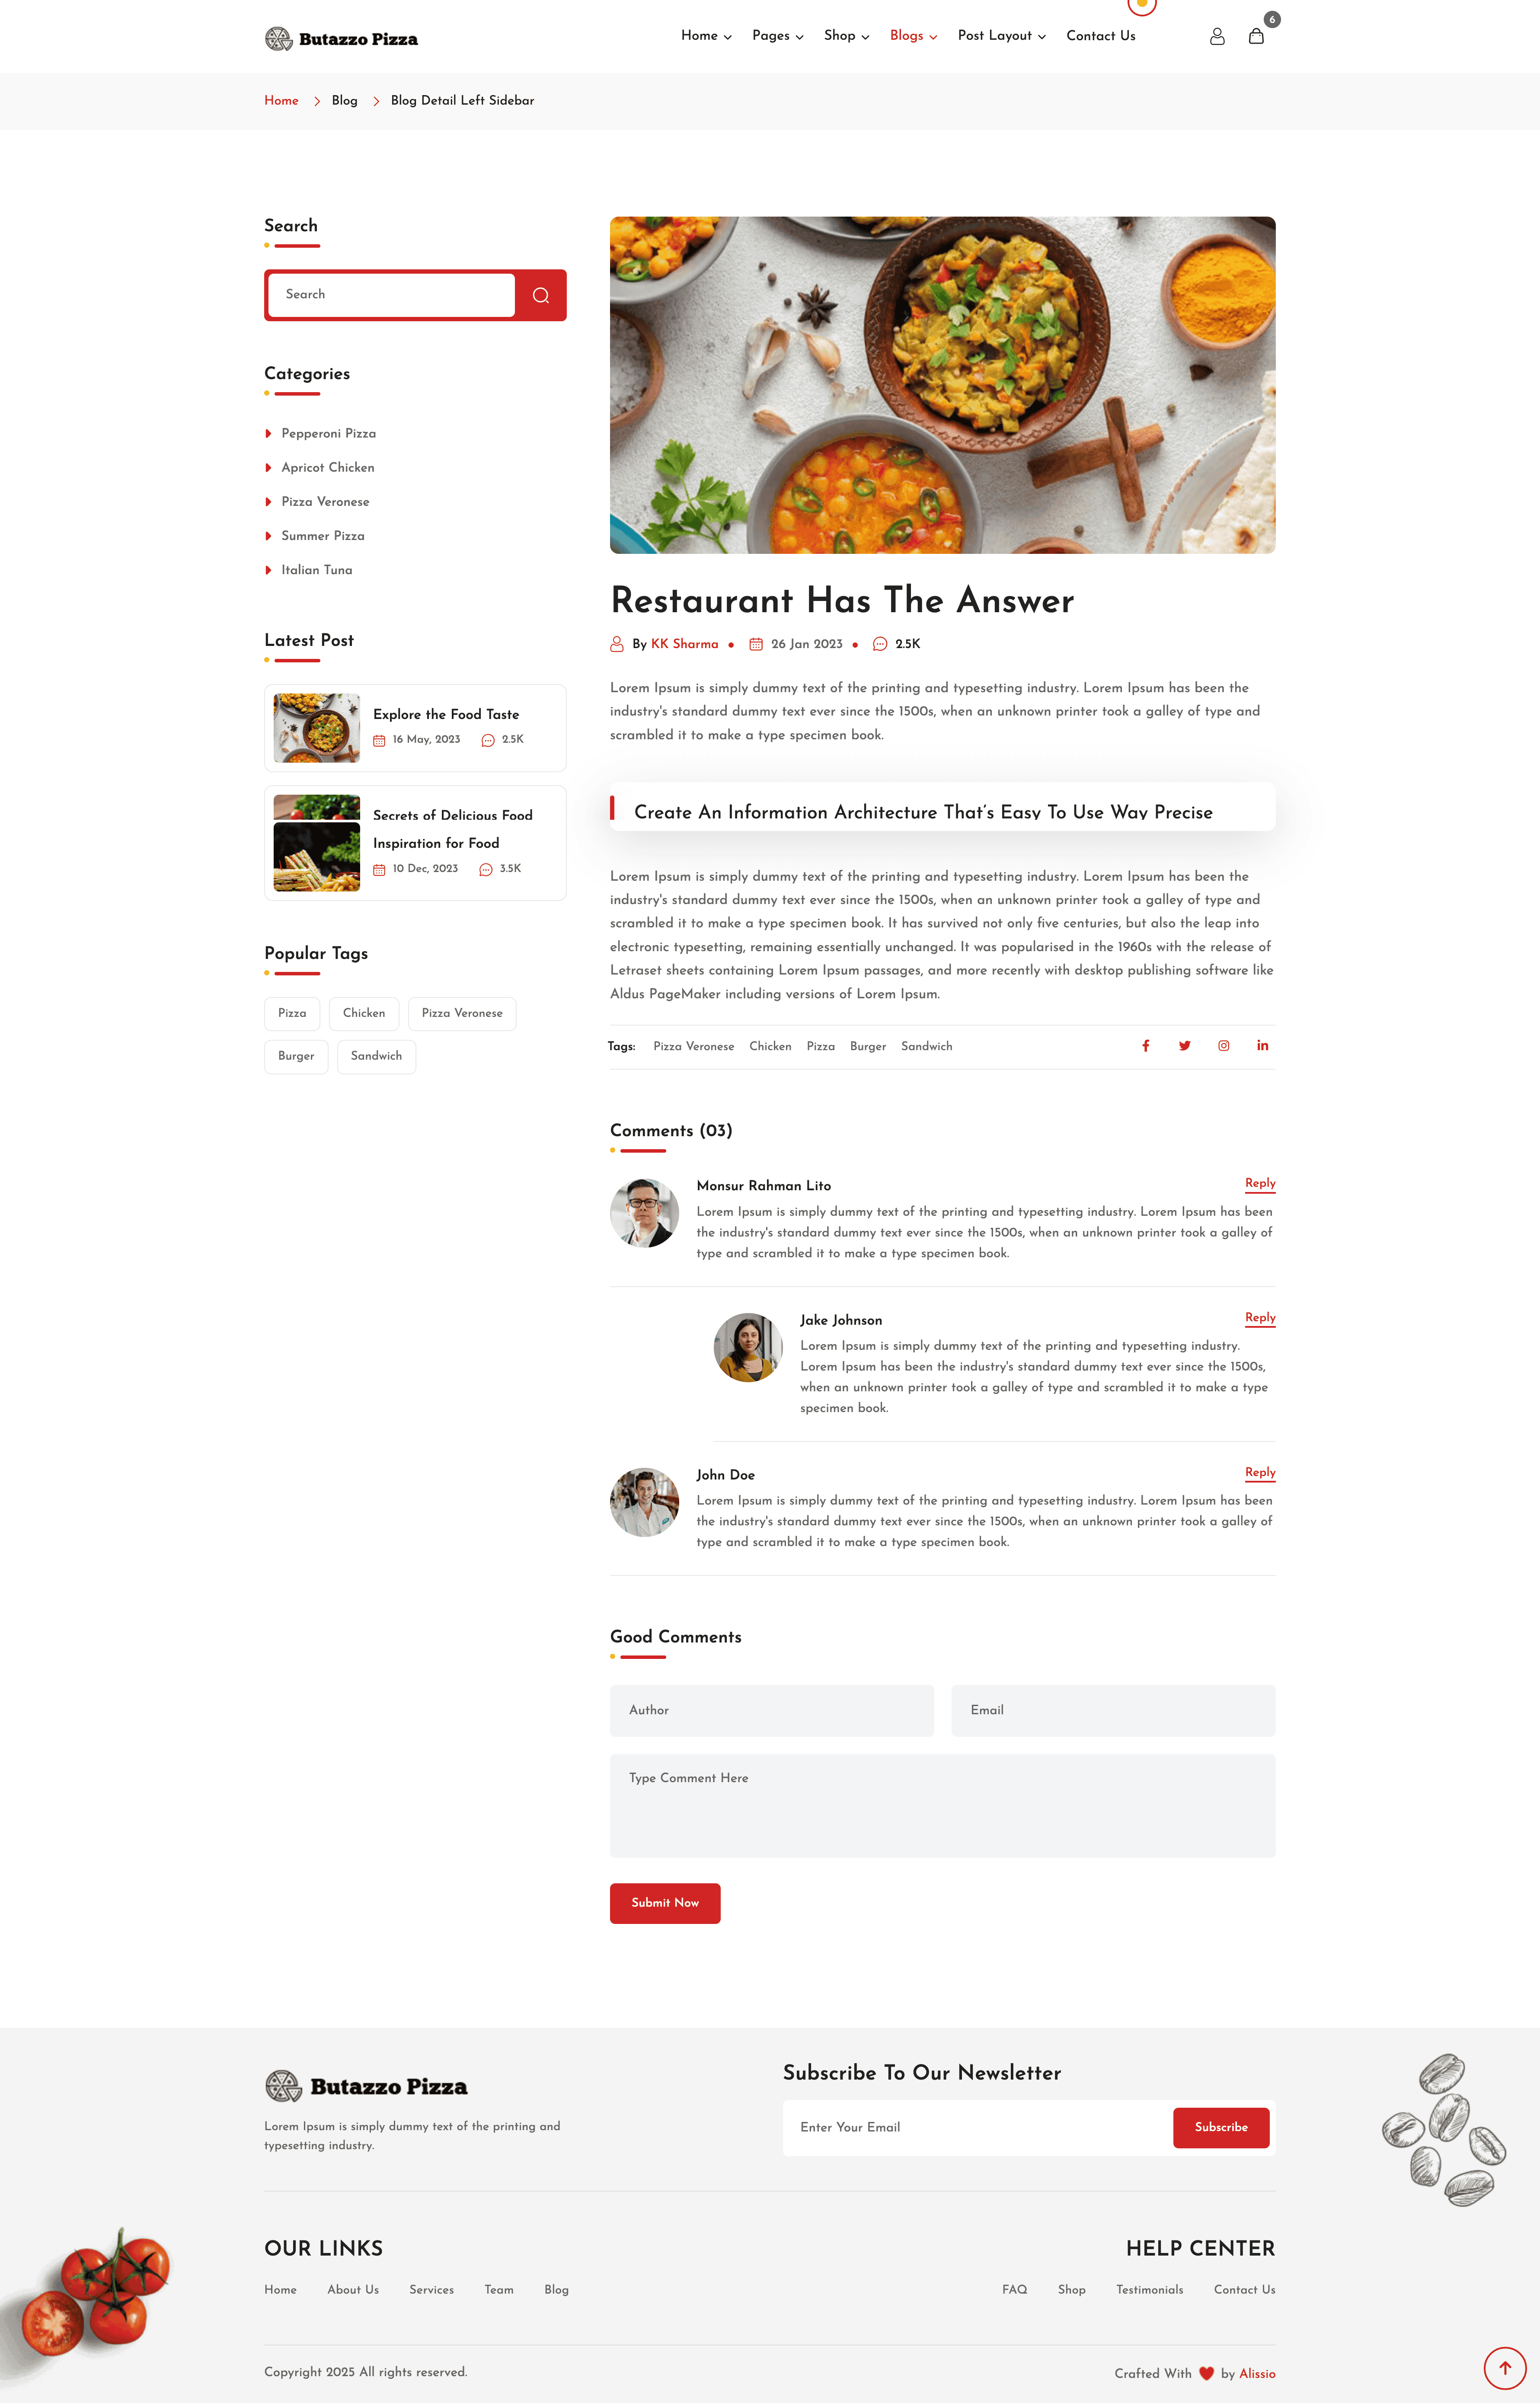 Butazzo Pizza
Home
Pages
Shop
Blogs
Post Layout
Contact Us
6
Home
Blog
Blog Detail Left Sidebar
Search
Search
Categories
Pepperoni Pizza
Apricot Chicken
Pizza Veronese
Summer Pizza
Italian Tuna
Latest Post
Explore the Food Taste
16 May, 2023
2.5K
Secrets of Delicious Food
Inspiration for Food
10 Dec, 2023
3.5K
Popular Tags
Pizza
Chicken
Pizza Veronese
Burger
Sandwich
Restaurant Has The Answer
By KK Sharma
26 Jan 2023
2.5K
Lorem Ipsum is simply dummy text of the printing and typesetting industry. Lorem Ipsum has been the
industry's standard dummy text ever since the 1500s, when an unknown printer took a galley of type and
scrambled it to make a type specimen book.
Create An Information Architecture That's Easy To Use Way Precise
Lorem Ipsum is simply dummy text of the printing and typesetting industry. Lorem Ipsum has been the
industry's standard dummy text ever since the 1500s, when an unknown printer took a galley of type and
scrambled it to make a type specimen book. It has survived not only five centuries, but also the leap into
electronic typesetting, remaining essentially unchanged. It was popularised in the 1960s with the release of
Letraset sheets containing Lorem Ipsum passages, and more recently with desktop publishing software like
Aldus PageMaker including versions of Lorem Ipsum.
Tags: Pizza Veronese Chicken Pizza Burger Sandwich
Comments (03)
Monsur Rahman Lito
Reply
Lorem Ipsum is simply dummy text of the printing and typesetting industry. Lorem Ipsum has been
the industry's standard dummy text ever since the 1500s, when an unknown printer took a galley of
type and scrambled it to make a type specimen book.
Jake Johnson
Reply
Lorem Ipsum is simply dummy text of the printing and typesetting industry.
Lorem Ipsum has been the industry's standard dummy text ever since the 1500s,
when an unknown printer took a galley of type and scrambled it to make a type
specimen book.
John Doe
Reply
Lorem Ipsum is simply dummy text of the printing and typesetting industry. Lorem Ipsum has been
the industry's standard dummy text ever since the 1500s, when an unknown printer took a galley of
type and scrambled it to make a type specimen book.
Good Comments
Author
Email
Type Comment Here
Submit Now
Butazzo Pizza
Lorem Ipsum is simply dummy text of the printing and
typesetting industry.
Subscribe To Our Newsletter
Enter Your Email
Subscribe
OUR LINKS
Home
About Us
Services
Team
Blog
HELP CENTER
FAQ
Shop
Testimonials
Contact Us
Copyright 2025 All rights reserved.
Crafted With ❤ by Alissio